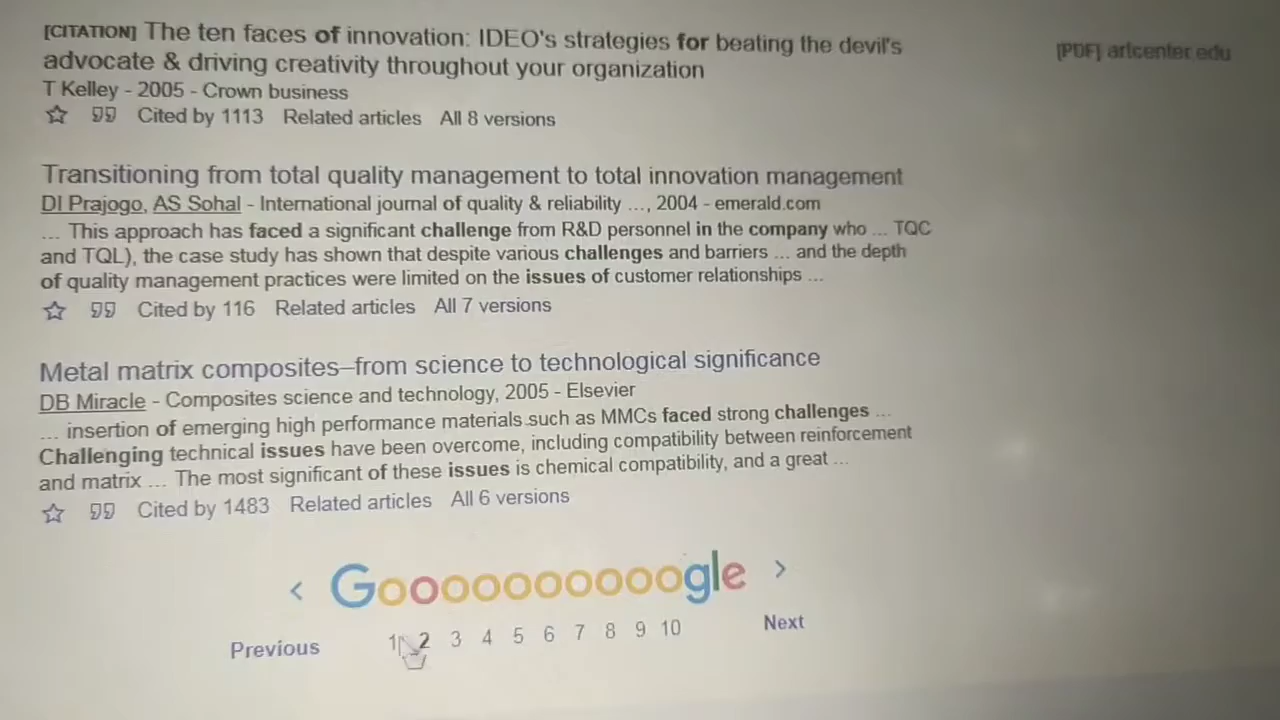 [CITATION] The ten faces of innovation: IDEO's strategies for beating the devil's
advocate & driving creativity throughout your organization
T Kelley - 2005 - Crown business
Cited by 1113 Related articles All 8 versions
[PDF] artcenter.edu
Transitioning from total quality management to total innovation management
DI Prajogo, AS Sohal - International journal of quality & reliability ..., 2004 - emerald.com
... This approach has faced a significant challenge from R&D personnel in the company who ... TQC
and TQL), the case study has shown that despite various challenges and barriers ... and the depth
of quality management practices were limited on the issues of customer relationships ...
Cited by 116 Related articles All 7 versions
Metal matrix composites–from science to technological significance
DB Miracle - Composites science and technology, 2005 - Elsevier
... insertion of emerging high performance materials such as MMCs faced strong challenges ...
Challenging technical issues have been overcome, including compatibility between reinforcement
and matrix ... The most significant of these issues is chemical compatibility, and a great ...
Cited by 1483 Related articles All 6 versions
< Goooooooooogle >
Previous 1 2 3 4 5 6 7 8 9 10 Next